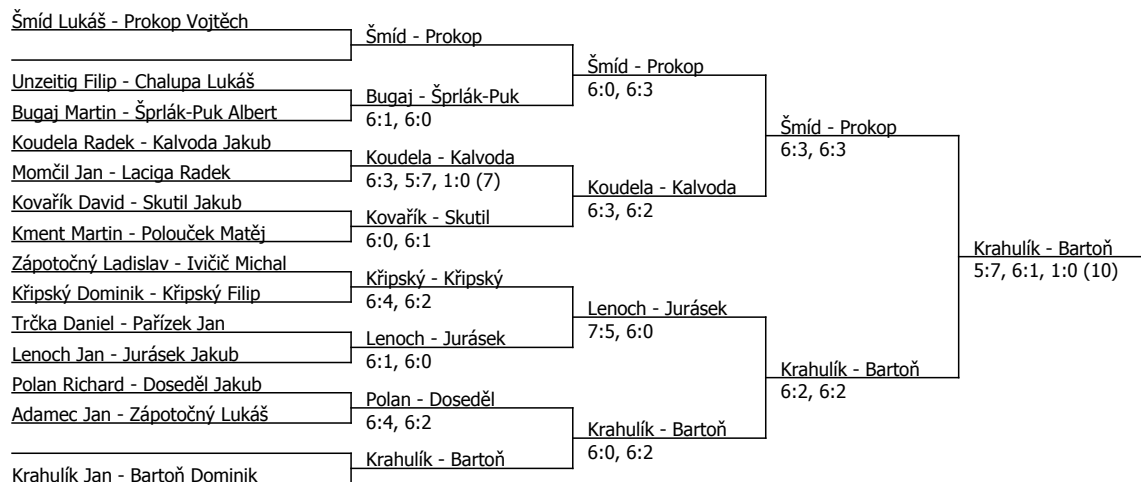 Šmíd Lukáš - Prokop Vojtěch
Unzeitig Filip - Chalupa Lukáš
Bugaj Martin - Šprlák-Puk Albert
Koudela Radek - Kalvoda Jakub
Momčil Jan - Laciga Radek
Kovařík David - Skutil Jakub
Kment Martin - Polouček Matěj
Zápotočný Ladislav - Ivičič Michal
Křipský Dominik - Křipský Filip
Trčka Daniel - Pařízek Jan
Lenoch Jan - Jurásek Jakub
Polan Richard - Doseděl Jakub
Adamec Jan - Zápotočný Lukáš
Krahulík Jan - Bartoň Dominik
Šmíd - Prokop
Bugaj - Šprlák-Puk
6:1, 6:0
Koudela - Kalvoda
6:3, 5:7, 1:0 (7)
Kovařík - Skutil
6:0, 6:1
Křipský - Křipský
6:4, 6:2
Lenoch - Jurásek
6:1, 6:0
Polan - Doseděl
6:4, 6:2
Krahulík - Bartoň
Šmíd - Prokop
6:0, 6:3
Koudela - Kalvoda
6:3, 6:2
Lenoch - Jurásek
7:5, 6:0
Krahulík - Bartoň
6:0, 6:2
Šmíd - Prokop
6:3, 6:3
Krahulík - Bartoň
6:2, 6:2
Krahulík - Bartoň
5:7, 6:1, 1:0 (10)